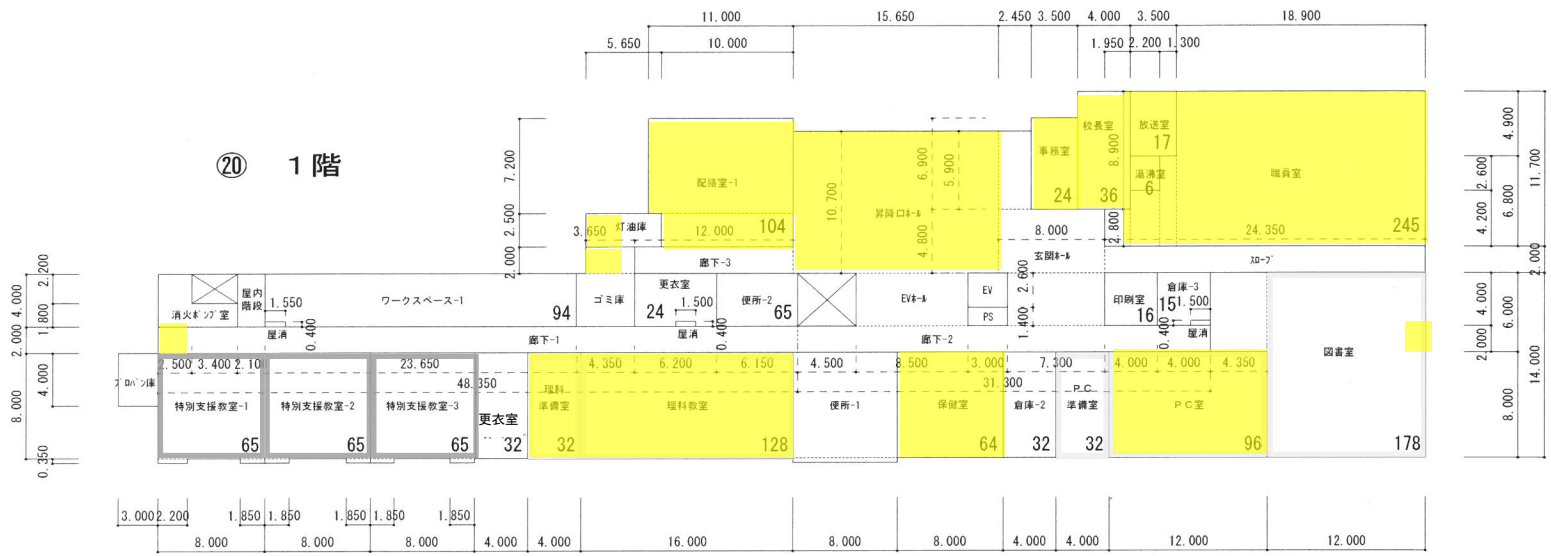 11.000 15.650 2.450 3.500 4.000 3.500 18.900
5.650 10.000 1.950 2.200 1.300
⑳ 1階
7.200
2.500
2.000
配膳室-1
104
灯油庫
3.650 12.000
廊下-3
10.700
昇降口ホール
6.900
5.900
4.800
事務室
24
校長室
8.900
36
放送室
17
湯沸室
6
職員室
245
24.350
2.800
8.000
玄関ホール
スロープ
4.900
2.600
4.200
6.800
11.700
2.000
2.200
4.000
1.800
2.000
消火ポンプ室
屋内
階段
1.550
屋消
0.400
ワークスペース-1
94
ゴミ庫
更衣室
24
1.500
屋消
0.400
便所-2
65
EVホール
EV
PS
2.600
1.400
印刷室
16
倉庫-3
15
1.500
屋消
0.400
4.000
6.000
2.000
14.000
廊下-1
廊下-2
図書室
178
プロパン庫
4.000
8.000
0.350
2.500 3.400 2.100 23.650 4.350 6.200 6.150 4.500 8.500 3.000 7.300 4.000 4.000 4.350
48.350 31.300
特別支援教室-1
65
特別支援教室-2
65
特別支援教室-3
65
更衣室
32
理科
準備室
32
理科教室
128
便所-1
保健室
64
倉庫-2
32
PC
準備室
32
PC室
96
8.000
3.000 2.200 1.850 1.850 1.850 1.850 1.850
8.000 8.000 8.000 4.000 4.000 16.000 8.000 8.000 4.000 4.000 12.000 12.000